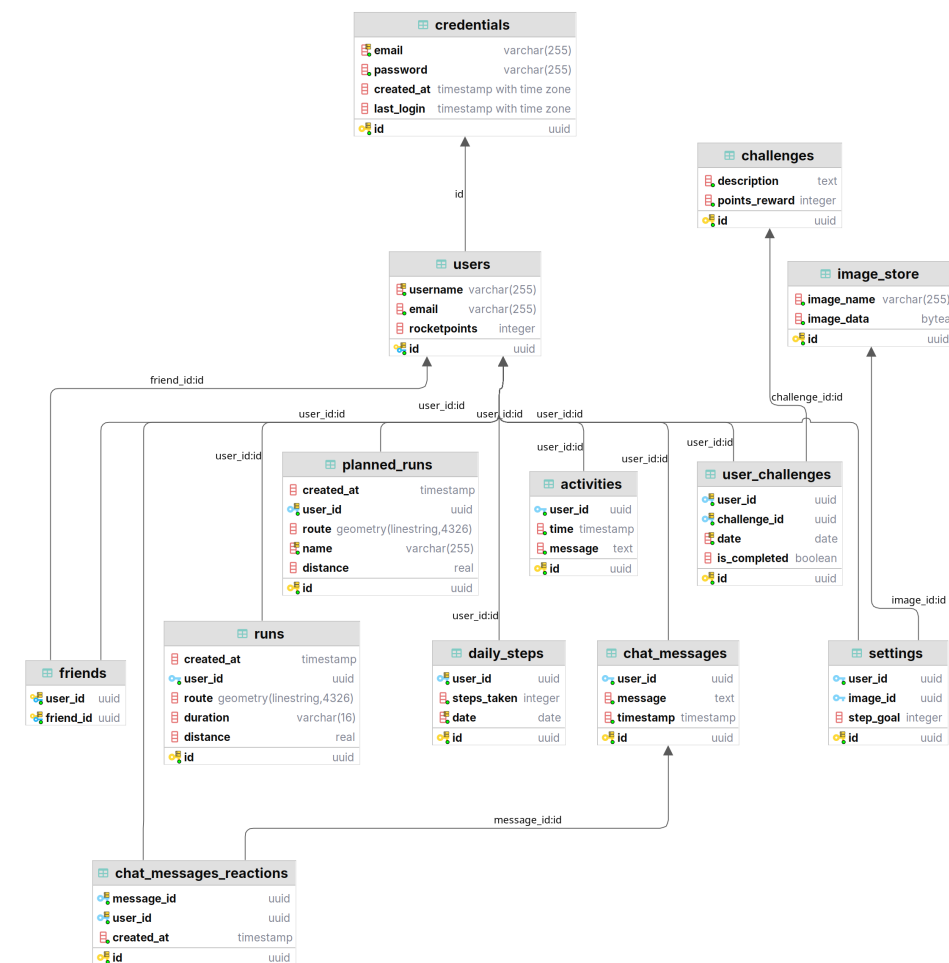 credentials
email varchar(255)
password varchar(255)
created_at timestamp with time zone
last_login timestamp with time zone
id uuid
challenges
description text
points_reward integer
id uuid
id
users
username varchar(255)
email varchar(255)
rocketpoints integer
id uuid
image_store
image_name varchar(255)
image_data bytea
id uuid
friend_id:id
user_id:id
user_id:id
user_id:id
user_id:id
challenge_id:id
user_id:id
user_id:id
user_id:id
user_id:id
planned_runs
created_at timestamp
user_id uuid
route geometry(linestring,4326)
name varchar(255)
distance real
id uuid
activities
user_id uuid
time timestamp
message text
id uuid
user_challenges
user_id uuid
challenge_id uuid
date date
is_completed boolean
id uuid
image_id:id
user_id:id
runs
created_at timestamp
user_id uuid
route geometry(linestring,4326)
duration varchar(16)
distance real
id uuid
friends
user_id uuid
friend_id uuid
daily_steps
user_id uuid
steps_taken integer
date date
id uuid
chat_messages
user_id uuid
message text
timestamp timestamp
id uuid
settings
user_id uuid
image_id uuid
step_goal integer
id uuid
message_id:id
chat_messages_reactions
message_id uuid
user_id uuid
created_at timestamp
id uuid